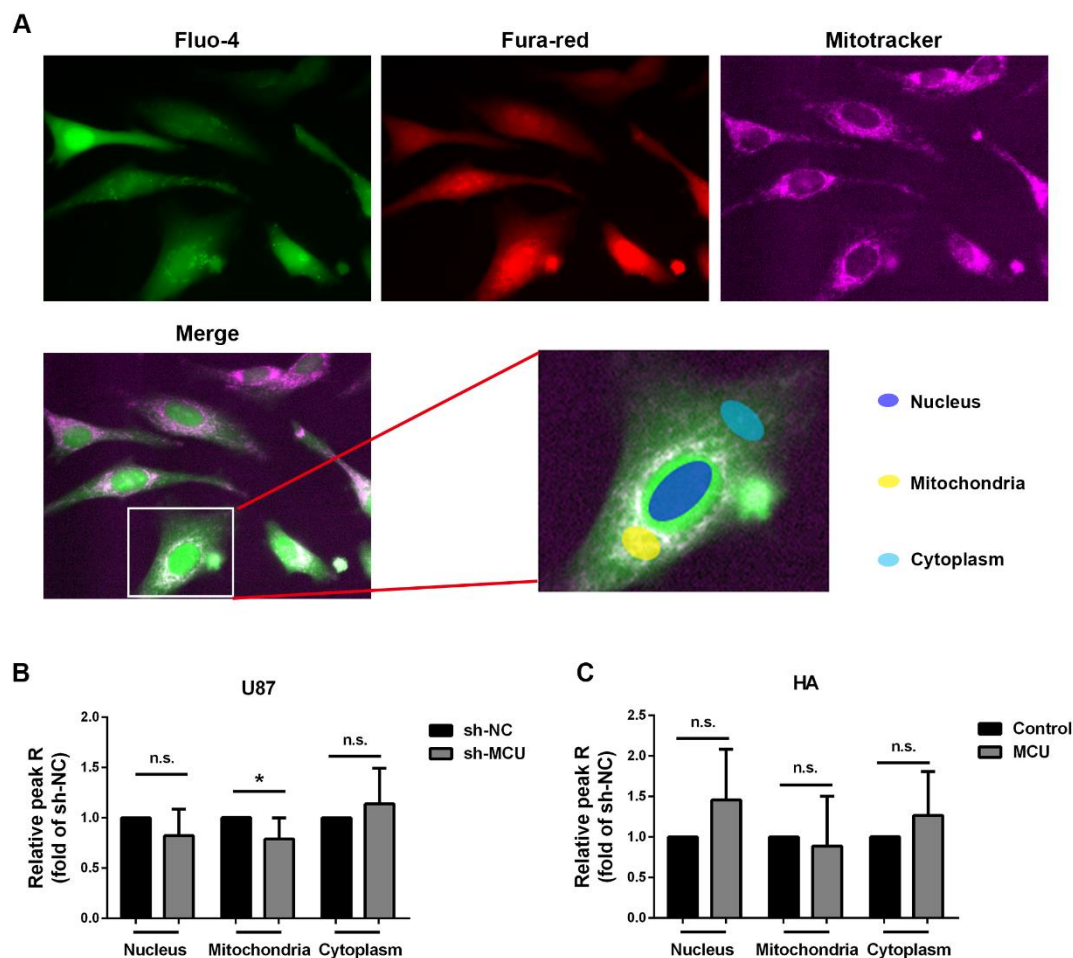 A
Fluo-4
Fura-red
Mitotracker
Merge
Nucleus
Mitochondria
Cytoplasm
B
U87
Relative peak R
(fold of sh-NC)
2.0
1.5
1.0
0.5
0.0
n.s.
*
n.s.
sh-NC
sh-MCU
Nucleus Mitochondria Cytoplasm
C
HA
Relative peak R
(fold of sh-NC)
2.5
2.0
1.5
1.0
0.5
0.0
n.s.
n.s.
n.s.
Control
MCU
Nucleus Mitochondria Cytoplasm